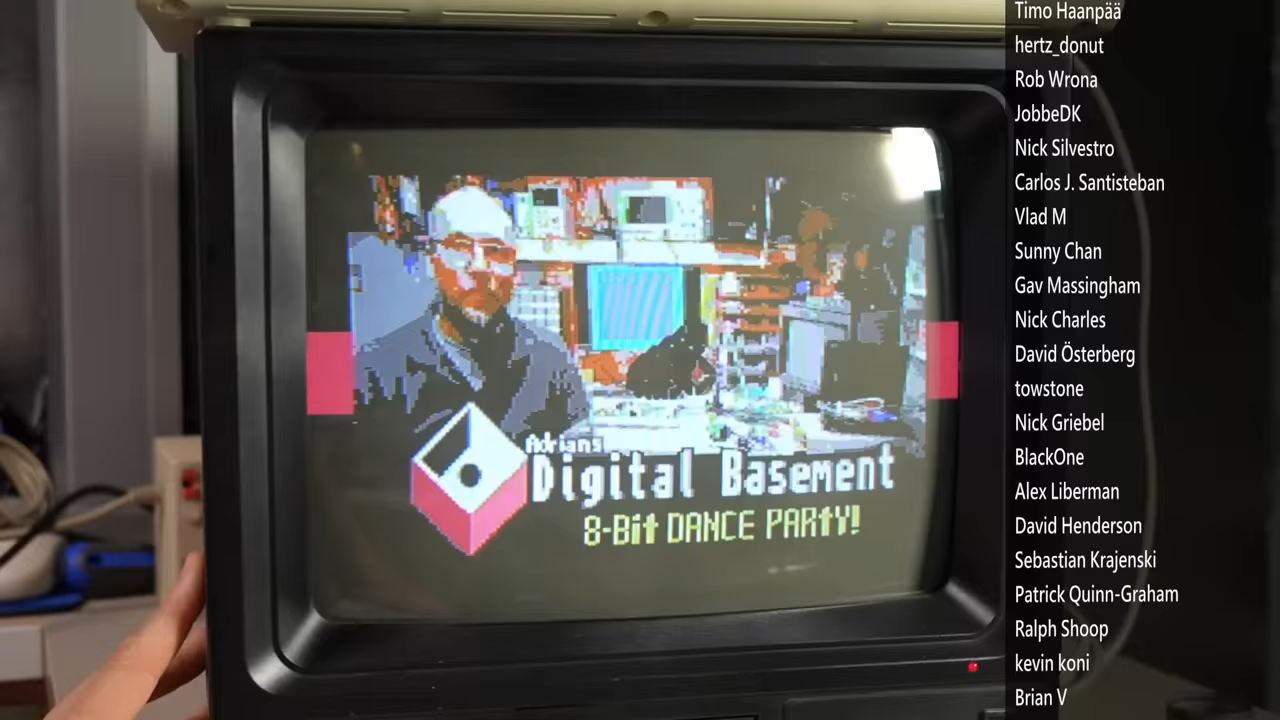 Adrians
Digital Basement
8-Bit DANCE PARTY!
Timo Haanpää
hertz_donut
Rob Wrona
JobbeDK
Nick Silvestro
Carlos J. Santisteban
Vlad M
Sunny Chan
Gav Massingham
Nick Charles
David Österberg
towstone
Nick Griebel
BlackOne
Alex Liberman
David Henderson
Sebastian Krajenski
Patrick Quinn-Graham
Ralph Shoop
kevin koni
Brian V